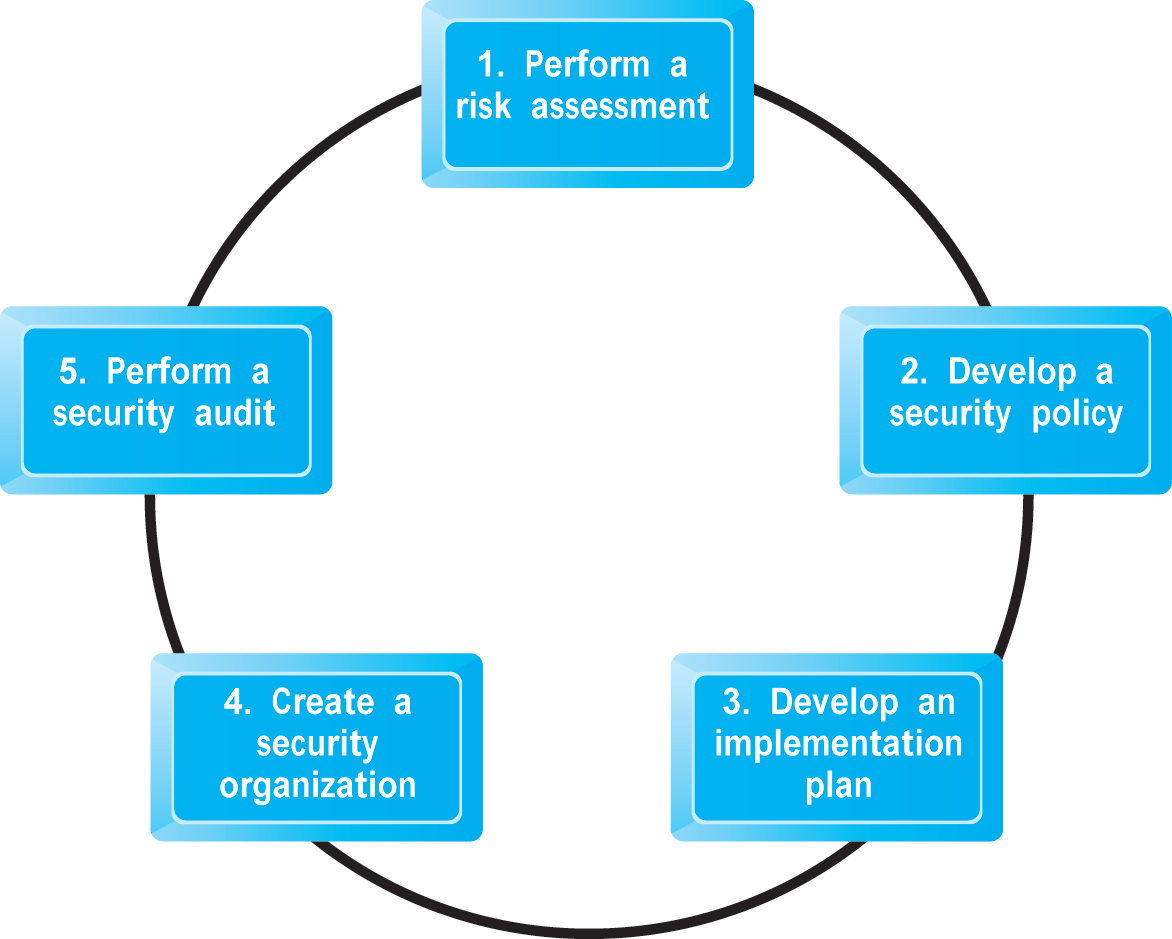 1. Perform a
risk assessment
2. Develop a
security policy
3. Develop an
implementation
plan
4. Create a
security
organization
5. Perform a
security audit